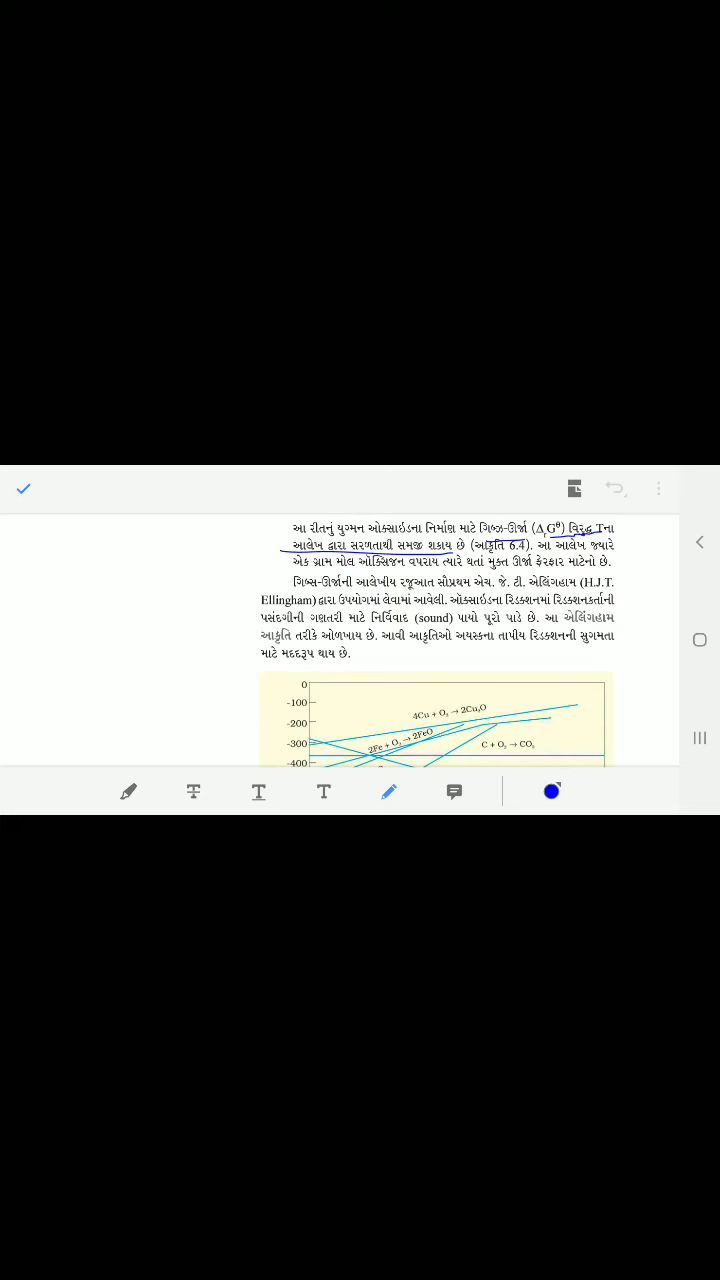 આ રીતનું યુગ્મન ઓક્સાઇડના નિર્માણ માટે ગિબ્ઝ-ઊર્જા (ΔᵣG⁰) વિરુદ્ધ Tના
આલેખ દ્વારા સરળતાથી સમજી શકાય છે (આકૃતિ 6.4). આ આલેખ જ્યારે
એક ગ્રામ મોલ ઑક્સિજન વપરાય ત્યારે થતાં મુક્ત ઊર્જા ફેરફાર માટેનો છે.
ગિબ્સ-ઊર્જાની આલેખીય રજૂઆત સૌપ્રથમ એચ. જે. ટી. એલિંગહામ (H.J.T.
Ellingham) દ્વારા ઉપયોગમાં લેવામાં આવેલી. ઑક્સાઇડના રિડક્શનમાં રિડક્શનકર્તાની
પસંદગીની ગણતરી માટે નિર્વિવાદ (sound) પાયો પૂરો પાડે છે. આ એલિંગહામ
આકૃતિ તરીકે ઓળખાય છે. આવી આકૃતિઓ અયસ્કના તાપીય રિડક્શનની સુગમતા
માટે મદદરૂપ થાય છે.
0
-100
4Cu + O₂ → 2Cu₂O
-200
2Fe + O₂ → 2FeO
-300
C + O₂ → CO₂
-400